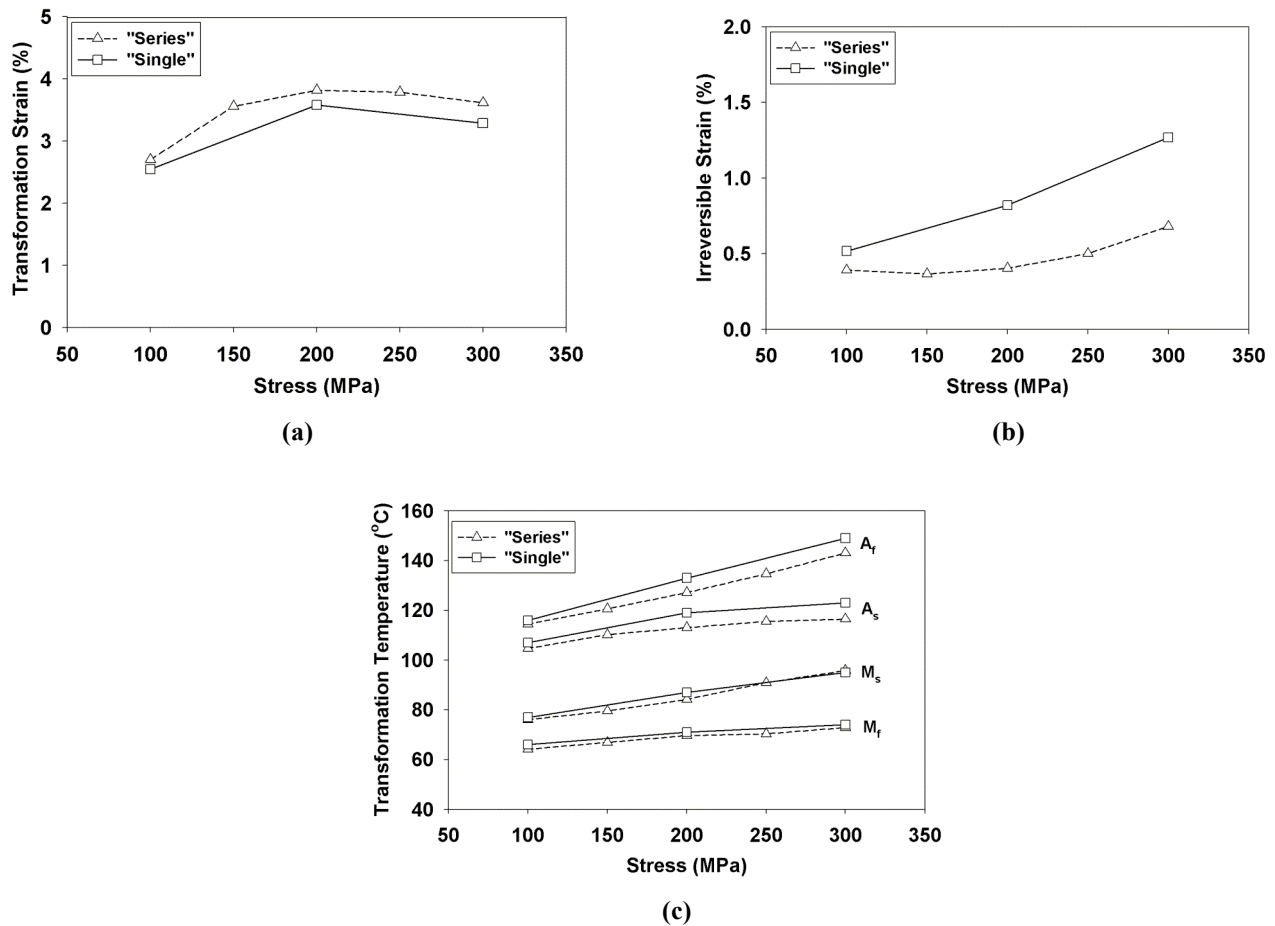 Transformation Strain (%)
5
4
3
2
1
0
"Series"
"Single"
50 100 150 200 250 300 350
Stress (MPa)
(a)
Irreversible Strain (%)
2.0
1.5
1.0
0.5
0.0
"Series"
"Single"
50 100 150 200 250 300 350
Stress (MPa)
(b)
Transformation Temperature (°C)
160
140
120
100
80
60
40
"Series"
"Single"
Af
As
Ms
Mf
50 100 150 200 250 300 350
Stress (MPa)
(c)